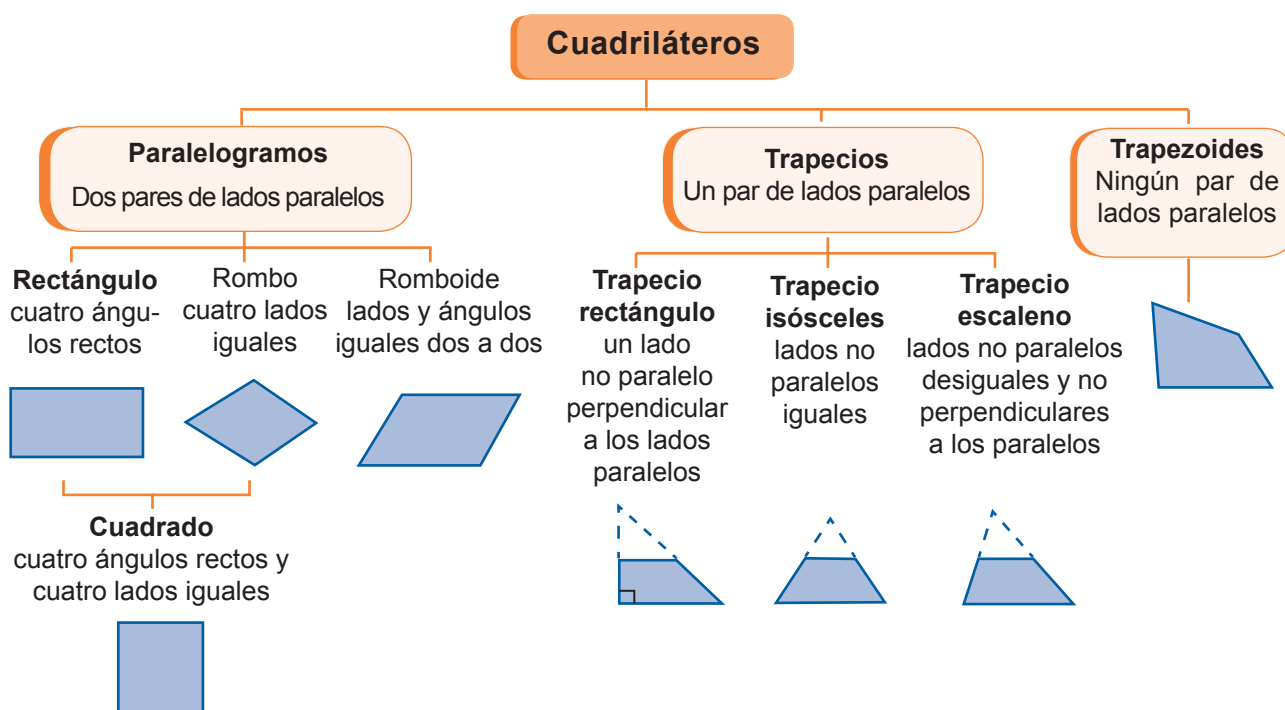 Cuadriláteros
Paralelogramos
Dos pares de lados paralelos
Trapecios
Un par de lados paralelos
Trapezoides
Ningún par de
lados paralelos
Rectángulo
cuatro ángu-
los rectos
Rombo
cuatro lados
iguales
Romboide
lados y ángulos
iguales dos a dos
Trapecio
rectángulo
un lado
no paralelo
perpendicular
a los lados
paralelos
Trapecio
isósceles
lados no
paralelos
iguales
Trapecio
escaleno
lados no paralelos
desiguales y no
perpendiculares
a los paralelos
Cuadrado
cuatro ángulos rectos y
cuatro lados iguales